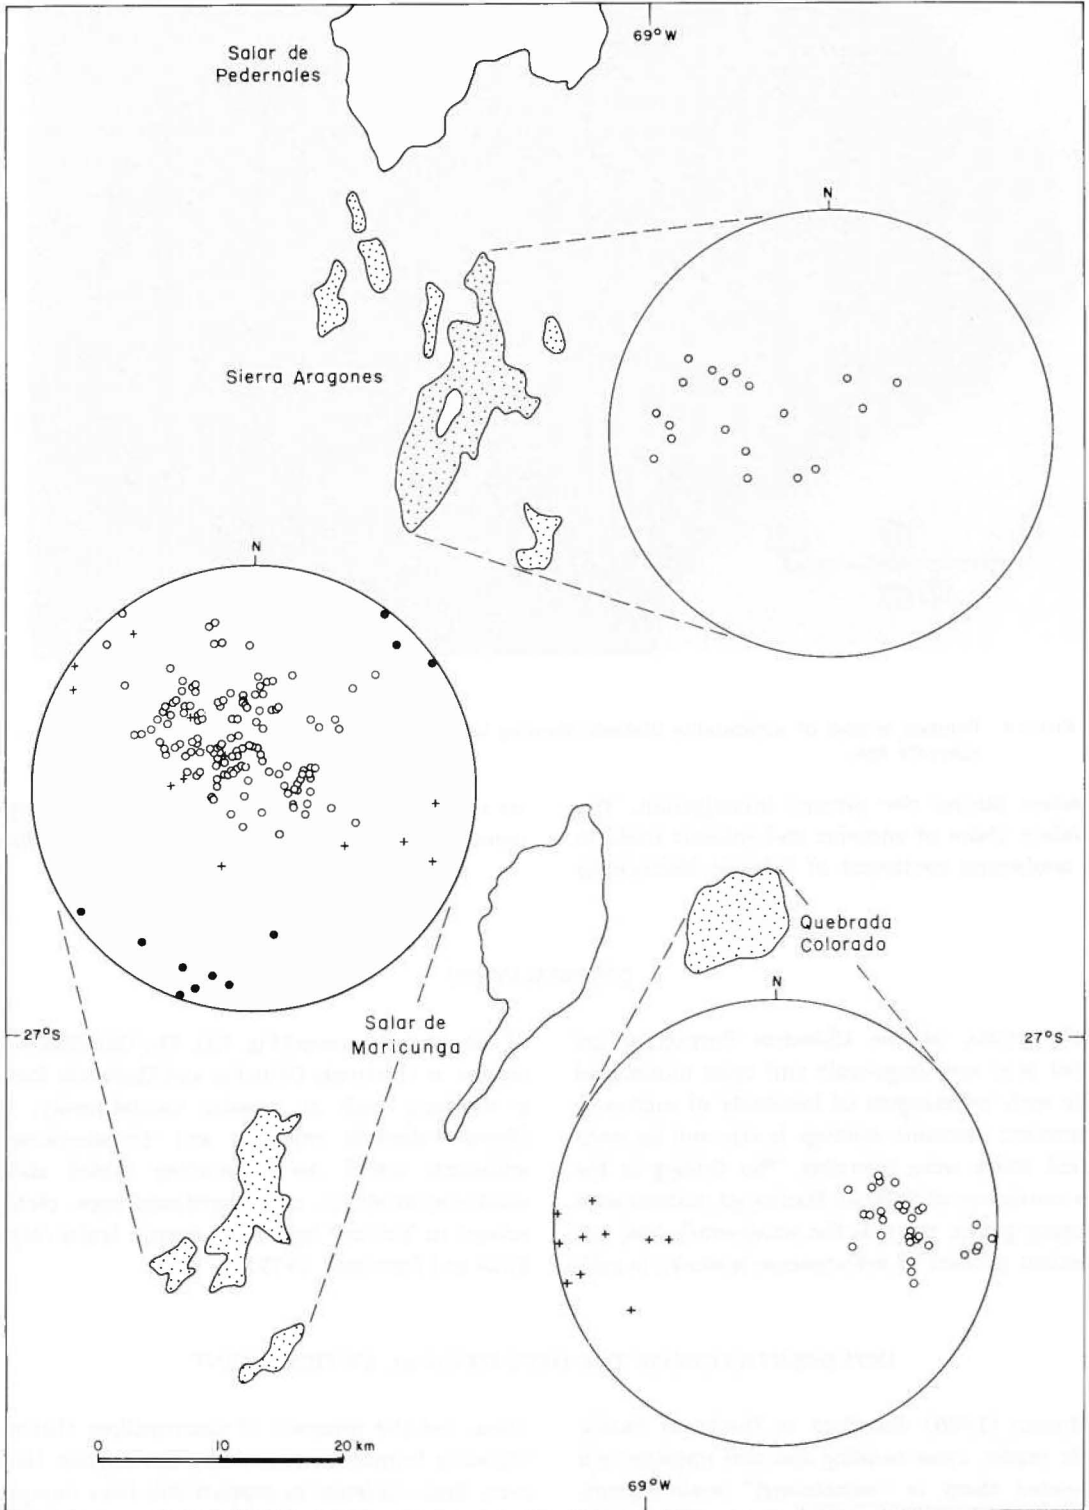 69°W
Salar de
Pedernales
N
Sierra Aragones
N
Quebrada
Colorado
N
Salar de
Maricunga
27°S
27°S
0 10 20 km
69°W